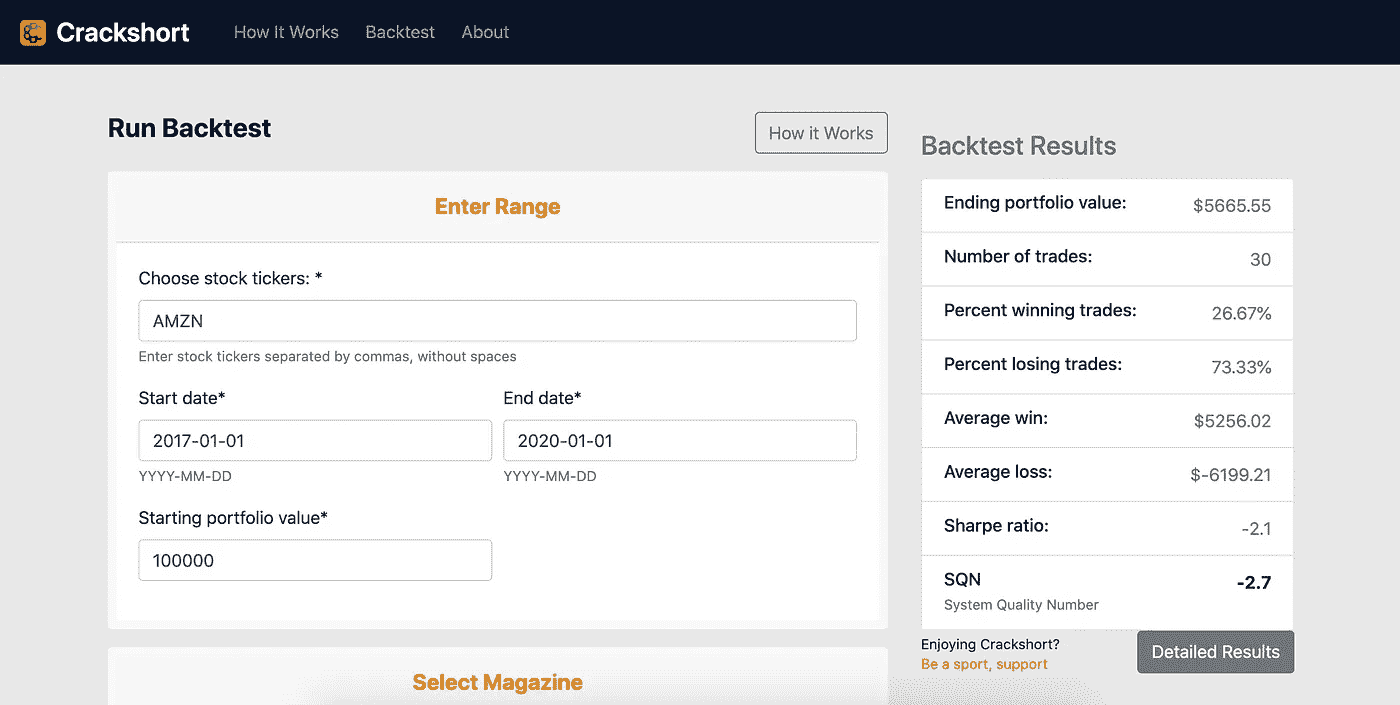 Crackshort How It Works Backtest About
Run Backtest
How it Works
Enter Range
Choose stock tickers: *
AMZN
Enter stock tickers separated by commas, without spaces
Start date* End date*
2017-01-01 2020-01-01
YYYY-MM-DD YYYY-MM-DD
Starting portfolio value*
100000
Select Magazine
Backtest Results
Ending portfolio value: $5665.55
Number of trades: 30
Percent winning trades: 26.67%
Percent losing trades: 73.33%
Average win: $5256.02
Average loss: $-6199.21
Sharpe ratio: -2.1
SQN -2.7
System Quality Number
Enjoying Crackshort?
Be a sport, support
Detailed Results